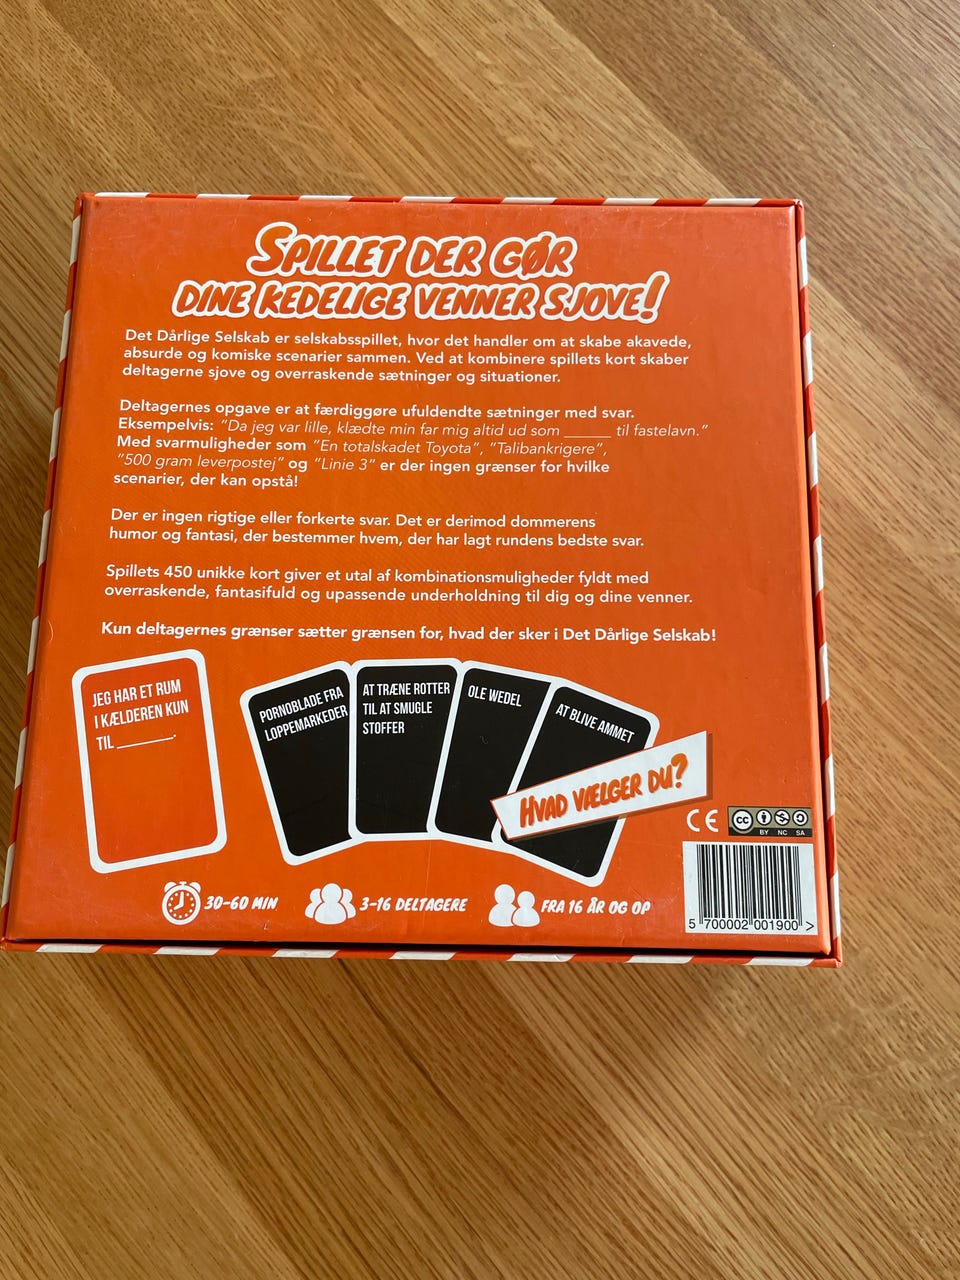 SPILLET DER GØR
DINE KEDELIGE VENNER SJOVE!
Det Dårlige Selskab er selskabsspillet, hvor det handler om at skabe akavede,
absurde og komiske scenarier sammen. Ved at kombinere spillets kort skaber
deltagerne sjove og overraskende sætninger og situationer.
Deltagernes opgave er at færdiggøre ufuldendte sætninger med svar.
Eksempelvis: "Da jeg var lille, klædte min far mig altid ud som ______ til fastelavn."
Med svarmuligheder som "En totalskadet Toyota", "Talibankrigere",
"500 gram leverpostej" og "Linie 3" er der ingen grænser for hvilke
scenarier, der kan opstå!
Der er ingen rigtige eller forkerte svar. Det er derimod dommerens
humor og fantasi, der bestemmer hvem, der har lagt rundens bedste svar.
Spillets 450 unikke kort giver et utal af kombinationsmuligheder fyldt med
overraskende, fantasifuld og upassende underholdning til dig og dine venner.
Kun deltagernes grænser sætter grænsen for, hvad der sker i Det Dårlige Selskab!
JEG HAR ET RUM
I KÆLDEREN KUN
TIL ________.
PORNOBLADE FRA
LOPPEMARKEDER
AT TRÆNE ROTTER
TIL AT SMUGLE
STOFFER
OLE WEDEL
AT BLIVE AMMET
HVAD VÆLGER DU?
CE
cc
BY NC SA
30-60 MIN
3-16 DELTAGERE
FRA 16 ÅR OG OP
5 700002 001900 >